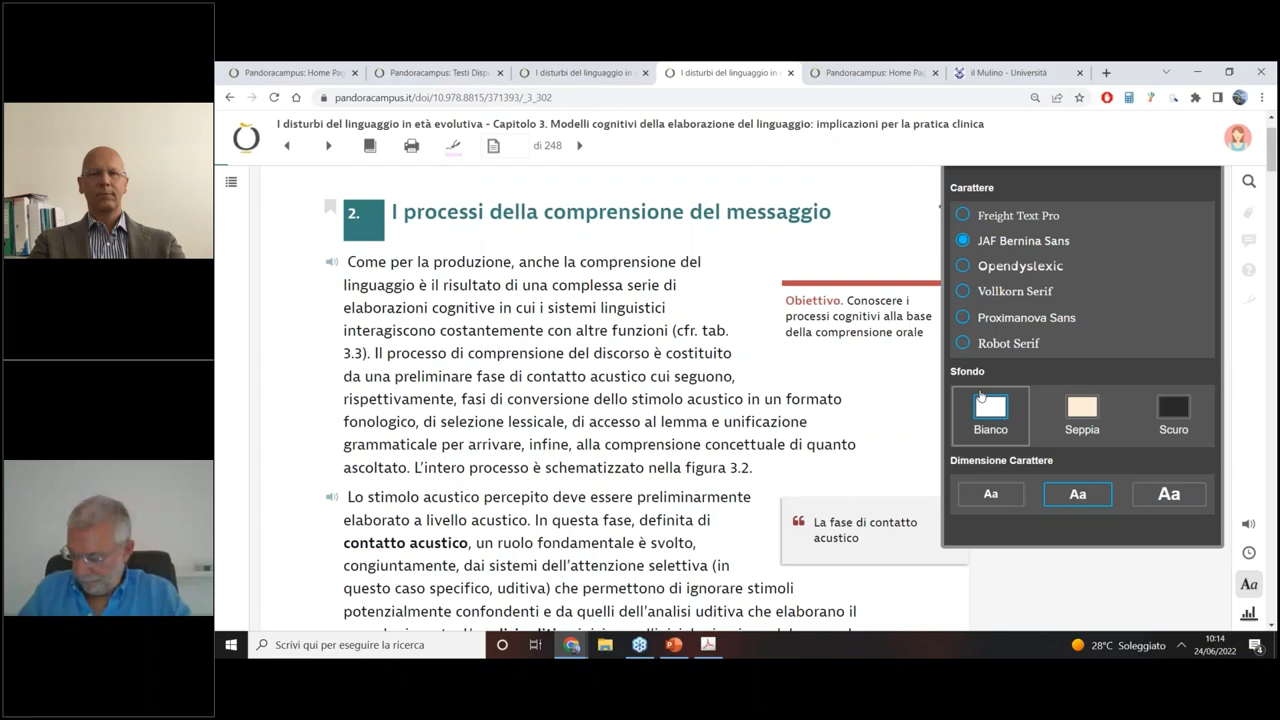 Pandoracampus: Home Pag
Pandoracampus: Testi Disp
I disturbi del linguaggio in e
I disturbi del linguaggio in e
Pandoracampus: Home Pag
il Mulino - Università
pandoracampus.it/doi/10.978.8815/371393/_3_302
I disturbi del linguaggio in età evolutiva - Capitolo 3. Modelli cognitivi della elaborazione del linguaggio: implicazioni per la pratica clinica
di 248
2. I processi della comprensione del messaggio
Come per la produzione, anche la comprensione del
linguaggio è il risultato di una complessa serie di
elaborazioni cognitive in cui i sistemi linguistici
interagiscono costantemente con altre funzioni (cfr. tab.
3.3). Il processo di comprensione del discorso è costituito
da una preliminare fase di contatto acustico cui seguono,
rispettivamente, fasi di conversione dello stimolo acustico in un formato
fonologico, di selezione lessicale, di accesso al lemma e unificazione
grammaticale per arrivare, infine, alla comprensione concettuale di quanto
ascoltato. L'intero processo è schematizzato nella figura 3.2.
Obiettivo. Conoscere i
processi cognitivi alla base
della comprensione orale
Lo stimolo acustico percepito deve essere preliminarmente
elaborato a livello acustico. In questa fase, definita di
contatto acustico, un ruolo fondamentale è svolto,
congiuntamente, dai sistemi dell'attenzione selettiva (in
questo caso specifico, uditiva) che permettono di ignorare stimoli
potenzialmente confondenti e da quelli dell'analisi uditiva che elaborano il
La fase di contatto
acustico
Carattere
Freight Text Pro
JAF Bernina Sans
Opendyslexic
Vollkorn Serif
Proximanova Sans
Robot Serif
Sfondo
Bianco
Seppia
Scuro
Dimensione Carattere
Aa
Aa
Aa
Aa
Scrivi qui per eseguire la ricerca
28°C Soleggiato
10:14
24/06/2022
4